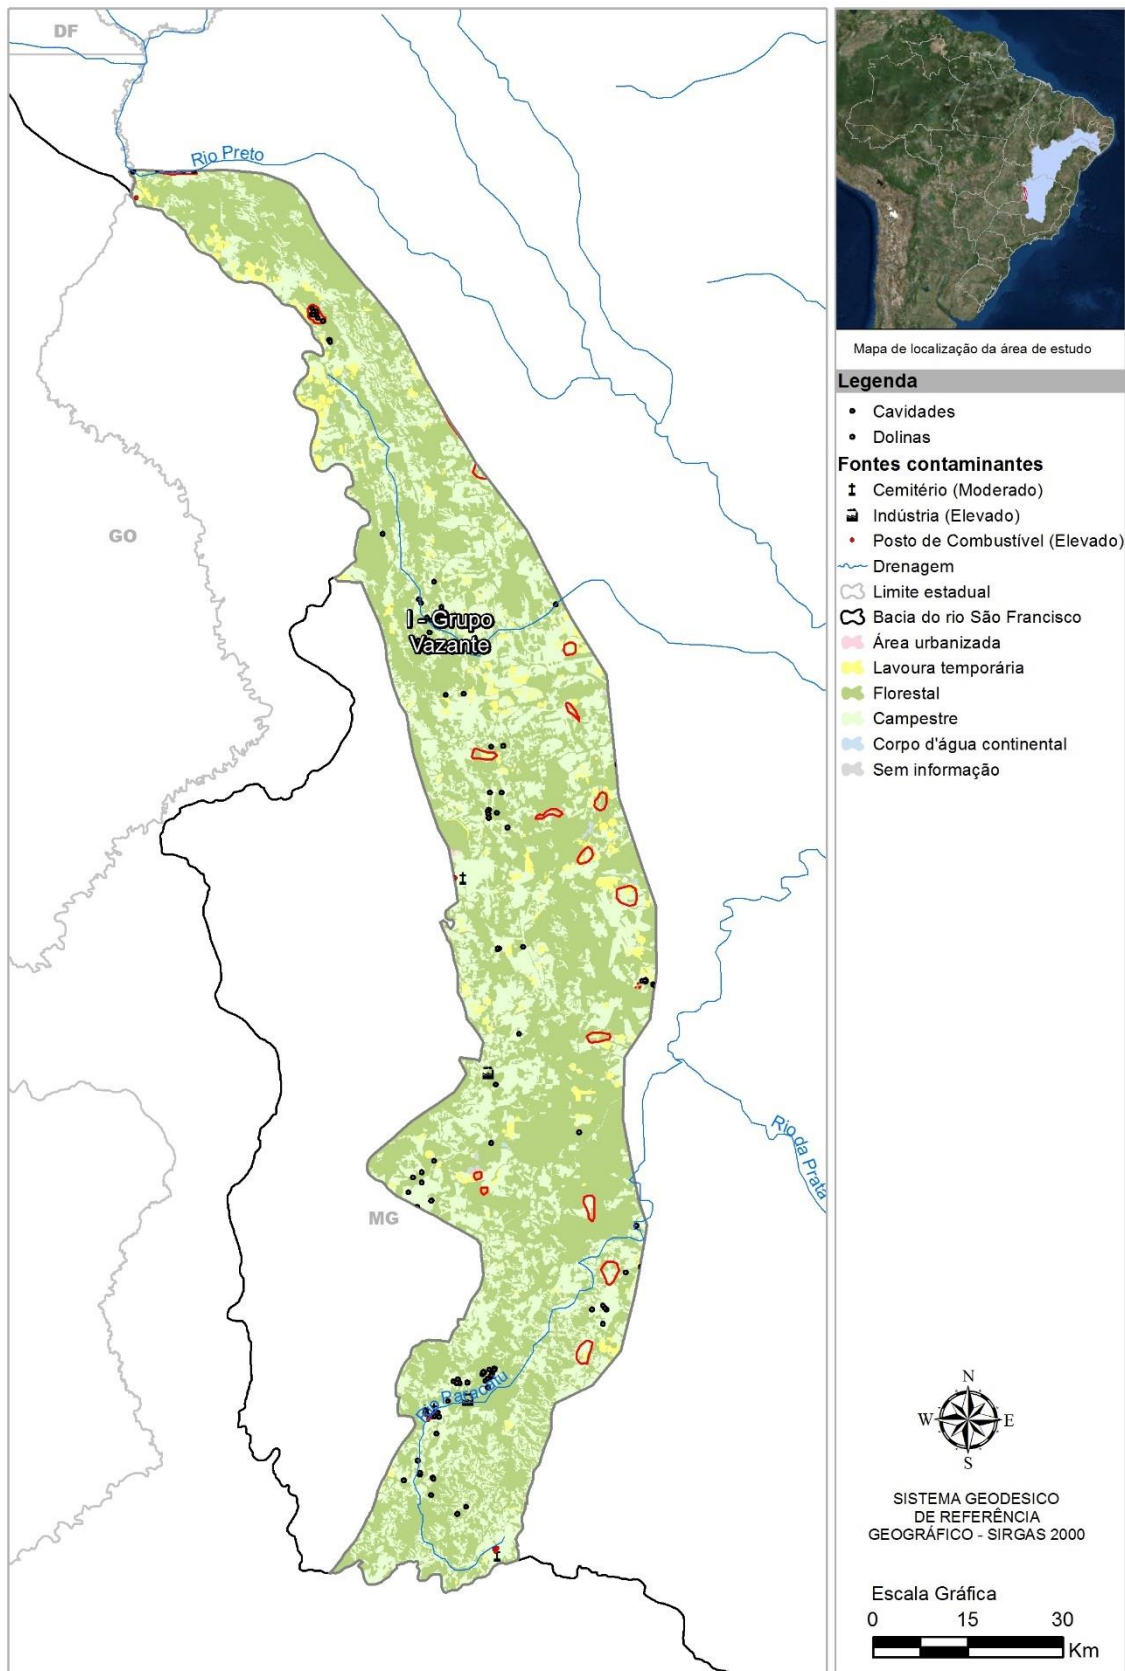 DF
Rio Preto
GO
I - Grupo
Vazante
Rio da Prata
MG
Rio Paracatu
Mapa de localização da área de estudo
Legenda
Cavidades
Dolinas
Fontes contaminantes
Cemitério (Moderado)
Indústria (Elevado)
Posto de Combustível (Elevado)
Drenagem
Limite estadual
Bacia do rio São Francisco
Área urbanizada
Lavoura temporária
Florestal
Campestre
Corpo d'água continental
Sem informação
N
W E
S
SISTEMA GEODESICO
DE REFERÊNCIA
GEOGRÁFICO - SIRGAS 2000
Escala Gráfica
0 15 30
Km